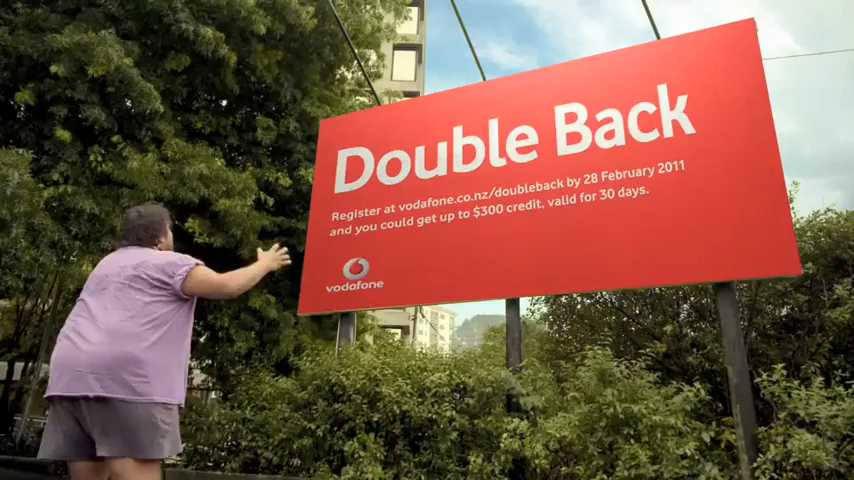 Double Back
Register at vodafone.co.nz/doubleback by 28 February 2011
and you could get up to $300 credit, valid for 30 days.
vodafone